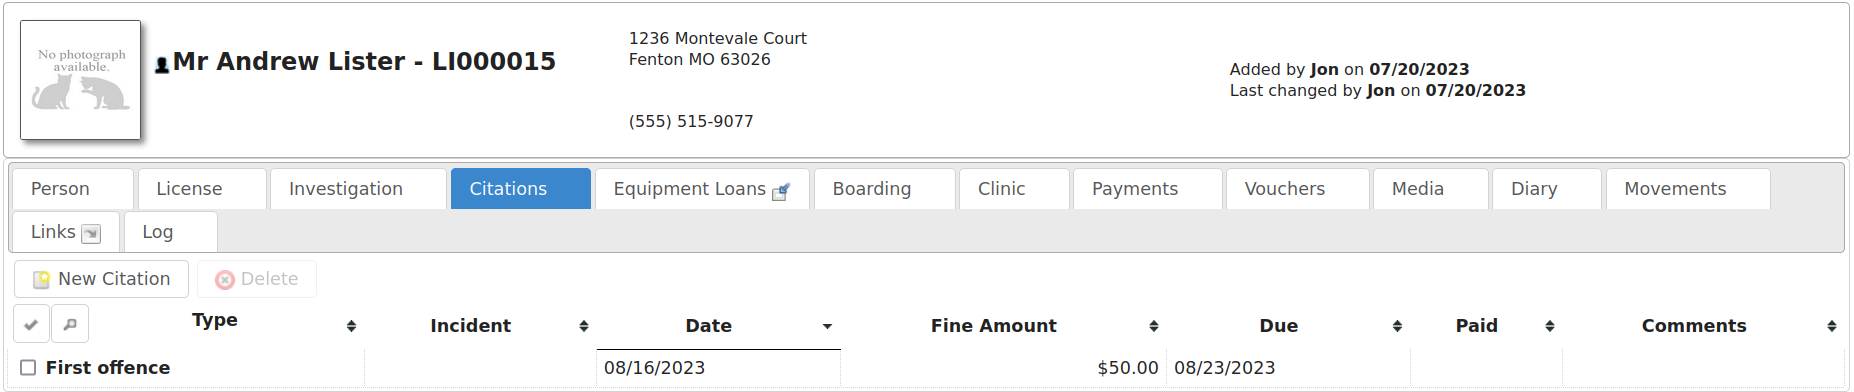 No photograph
available.
Mr Andrew Lister - LI000015
1236 Montevale Court
Fenton MO 63026
(555) 515-9077
Added by Jon on 07/20/2023
Last changed by Jon on 07/20/2023
Person License Investigation Citations Equipment Loans Boarding Clinic Payments Vouchers Media Diary Movements
Links Log
New Citation Delete
Type Incident Date Fine Amount Due Paid Comments
First offence 08/16/2023 $50.00 08/23/2023